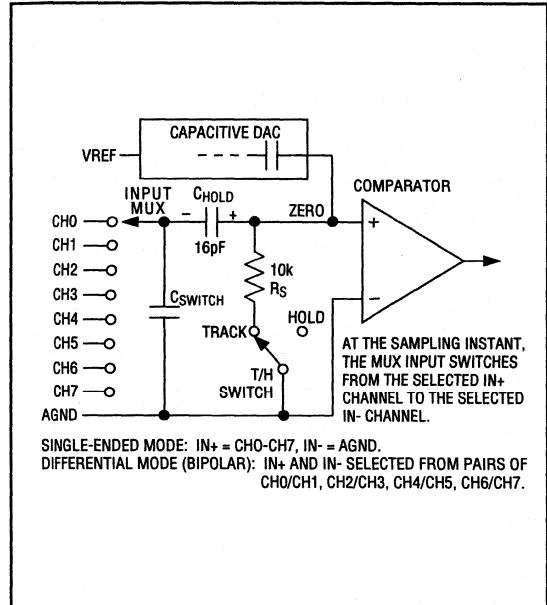 CAPACITIVE DAC
VREF
INPUT
MUX
CHOLD
− +
16pF
ZERO
COMPARATOR
+
−
CH0
CH1
CH2
CH3
CH4
CH5
CH6
CH7
AGND
CSWITCH
10k
RS
TRACK
HOLD
T/H
SWITCH
AT THE SAMPLING INSTANT,
THE MUX INPUT SWITCHES
FROM THE SELECTED IN+
CHANNEL TO THE SELECTED
IN- CHANNEL.
SINGLE-ENDED MODE: IN+ = CHO-CH7, IN- = AGND.
DIFFERENTIAL MODE (BIPOLAR): IN+ AND IN- SELECTED FROM PAIRS OF
CH0/CH1, CH2/CH3, CH4/CH5, CH6/CH7.